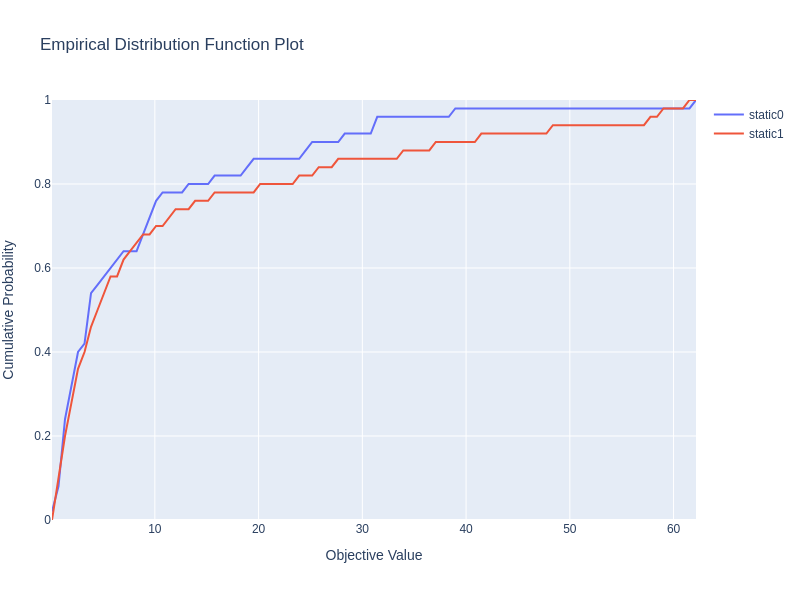 Empirical Distribution Function Plot
static0
static1
Cumulative Probability
1
0.8
0.6
0.4
0.2
0
10
20
30
40
50
60
Objective Value